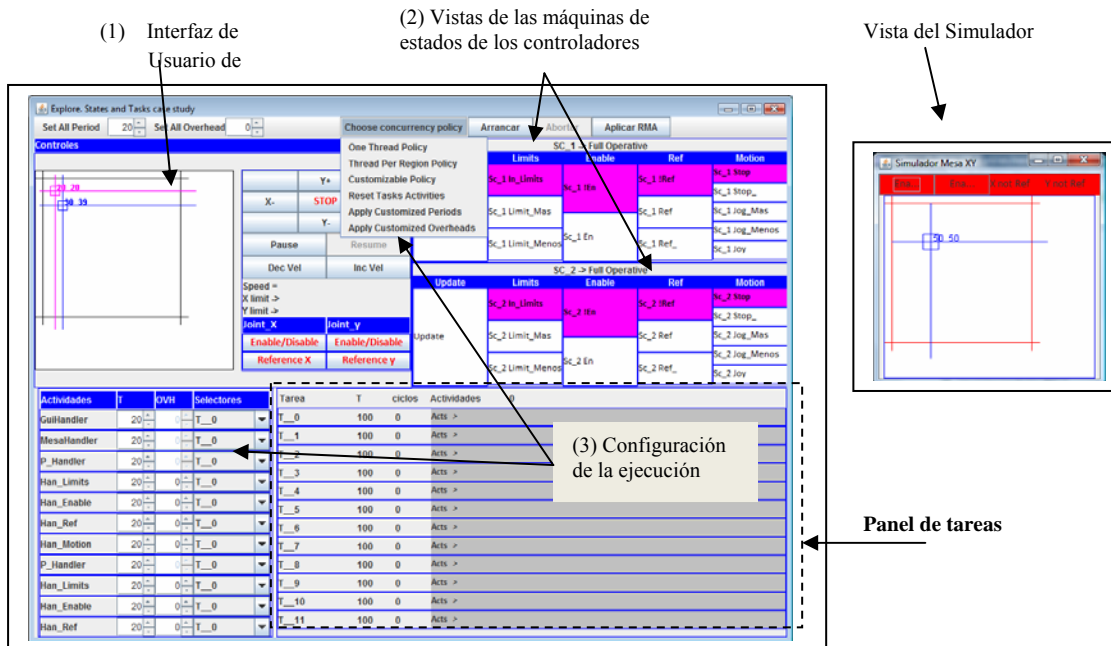 (1) Interfaz de
Usuario de
(2) Vistas de las máquinas de
estados de los controladores
Vista del Simulador
Explore. States and Tasks case study
Set All Period 20 Set All Overhead 0 Choose concurrency policy Arrancar Abortar Aplicar RMA
One Thread Policy
Thread Per Region Policy
Customizable Policy
Reset Tasks Activities
Apply Customized Periods
Apply Customized Overheads
Controles
20 20
50 39
Y+
X- STOP
Y-
Pause Resume
Dec Vel Inc Vel
Speed =
X limit ->
Y limit ->
Joint_X Joint_y
Enable/Disable Enable/Disable
Reference X Reference y
SC_1 -> Full Operative
Limits Enable Ref Motion
Sc_1 In_Limits
Sc_1 Limit_Mas
Sc_1 Limit_Menos
Sc_1 !En
Sc_1 En
Sc_1 !Ref
Sc_1 Ref
Sc_1 Ref_
Sc_1 Stop
Sc_1 Stop_
Sc_1 Jog_Mas
Sc_1 Jog_Menos
Sc_1 Joy
SC_2 -> Full Operative
Update Limits Enable Ref Motion
Update
Sc_2 In_Limits
Sc_2 Limit_Mas
Sc_2 Limit_Menos
Sc_2 !En
Sc_2 En
Sc_2 !Ref
Sc_2 Ref
Sc_2 Ref_
Sc_2 Stop
Sc_2 Stop_
Sc_2 Jog_Mas
Sc_2 Jog_Menos
Sc_2 Joy
Simulador Mesa XY
Ena... Ena... X not Ref Y not Ref
50 50
Actividades T OVH Selectores
GuiHandler 20 0 T__0
MesaHandler 20 0 T__0
P_Handler 20 0 T__0
Han_Limits 20 0 T__0
Han_Enable 20 0 T__0
Han_Ref 20 0 T__0
Han_Motion 20 0 T__0
P_Handler 20 0 T__0
Han_Limits 20 0 T__0
Han_Enable 20 0 T__0
Han_Ref 20 0 T__0
Tarea T ciclos Actividades 0
T__0 100 0 Acts >
T__1 100 0 Acts >
T__2 100 0 Acts >
T__3 100 0 Acts >
T__4 100 0 Acts >
T__5 100 0 Acts >
T__6 100 0 Acts >
T__7 100 0 Acts >
T__8 100 0 Acts >
T__9 100 0 Acts >
T__10 100 0 Acts >
T__11 100 0 Acts >
(3) Configuración
de la ejecución
Panel de tareas